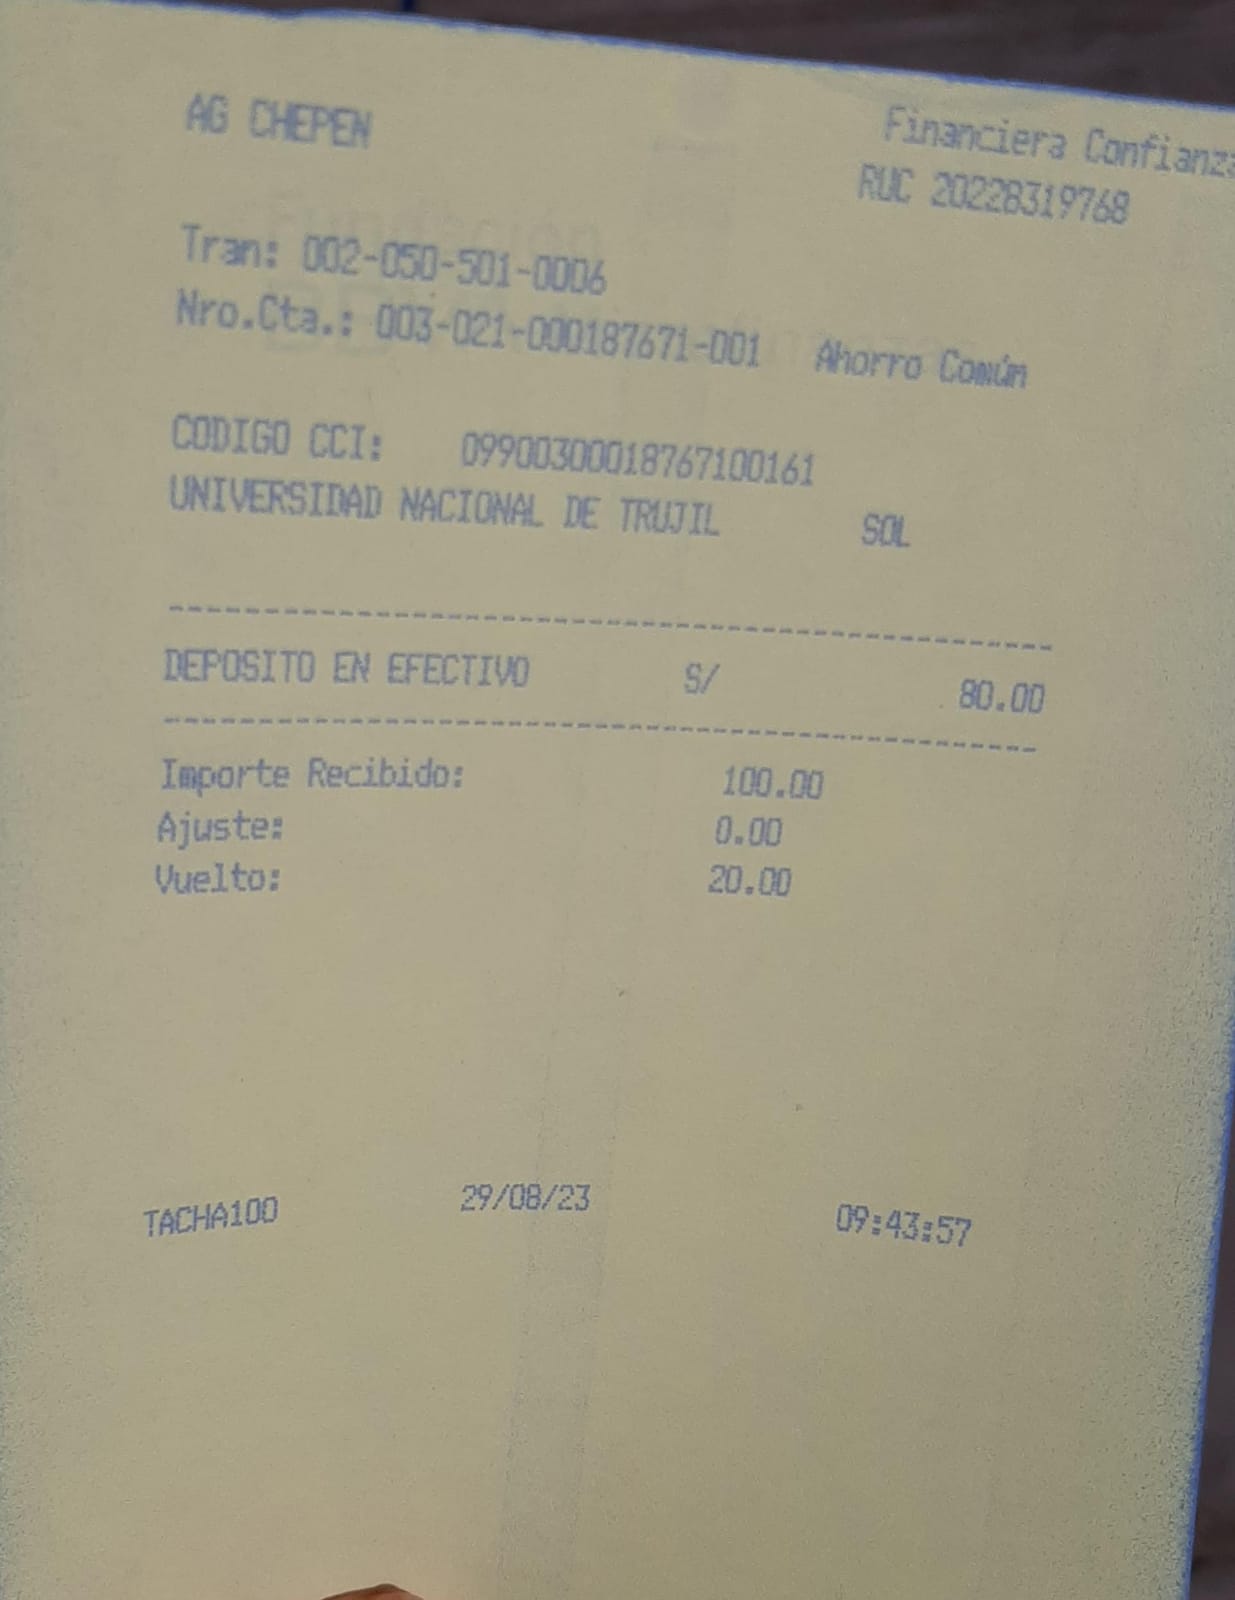 AG CHEPEN
Financiera Confianza
RUC 20228319768
Tran: 002-050-501-0006
Nro.Cta.: 003-021-000187671-001 Ahorro Común
CODIGO CCI: 09900300018767100161
UNIVERSIDAD NACIONAL DE TRUJIL SOL
DEPOSITO EN EFECTIVO S/ 80.00
Importe Recibido: 100.00
Ajuste: 0.00
Vuelto: 20.00
TACHA100 29/08/23 09:43:57